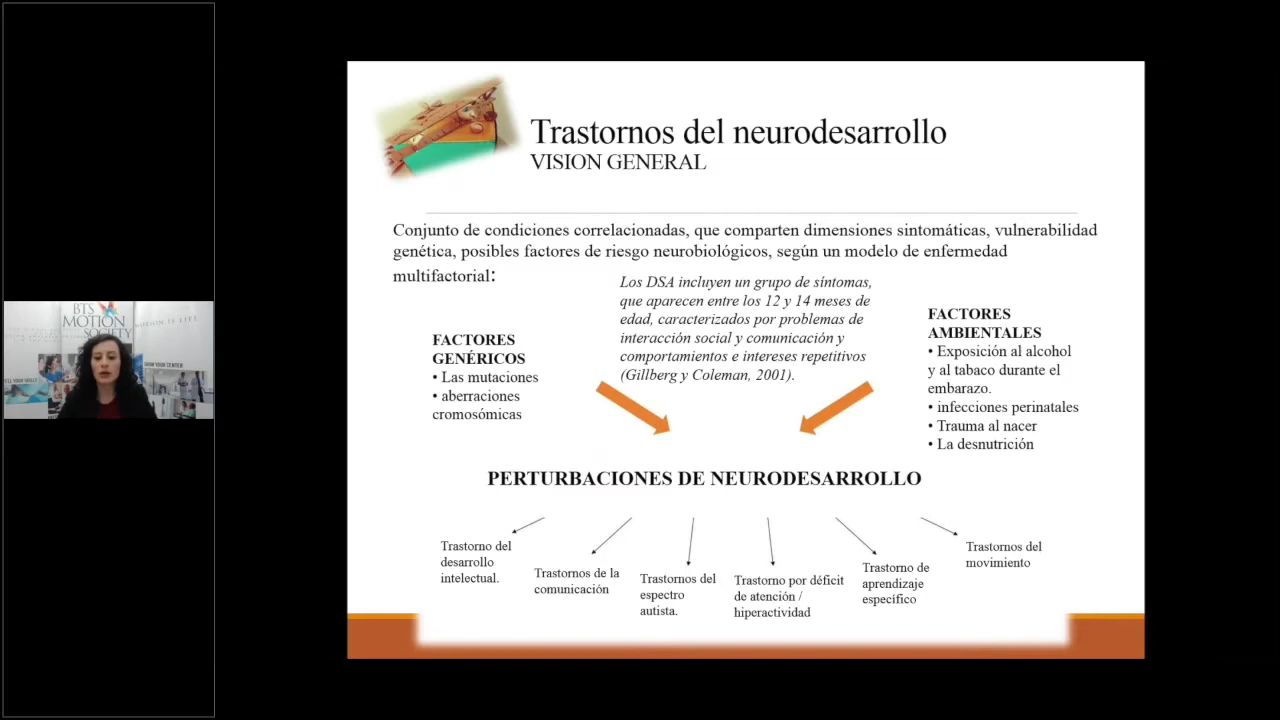 BTS
MOTION
SOCIETY
Trastornos del neurodesarrollo
VISION GENERAL
Conjunto de condiciones correlacionadas, que comparten dimensiones sintomáticas, vulnerabilidad
genética, posibles factores de riesgo neurobiológicos, según un modelo de enfermedad
multifactorial:
Los DSA incluyen un grupo de síntomas,
que aparecen entre los 12 y 14 meses de
edad, caracterizados por problemas de
interacción social y comunicación y
comportamientos e intereses repetitivos
(Gillberg y Coleman, 2001).
FACTORES
GENÉRICOS
• Las mutaciones
• aberraciones
cromosómicas
FACTORES
AMBIENTALES
• Exposición al alcohol
y al tabaco durante el
embarazo.
• infecciones perinatales
• Trauma al nacer
• La desnutrición
PERTURBACIONES DE NEURODESARROLLO
Trastorno del
desarrollo
intelectual.
Trastornos de la
comunicación
Trastornos del
espectro
autista.
Trastorno por déficit
de atención /
hiperactividad
Trastorno de
aprendizaje
específico
Trastornos del
movimiento